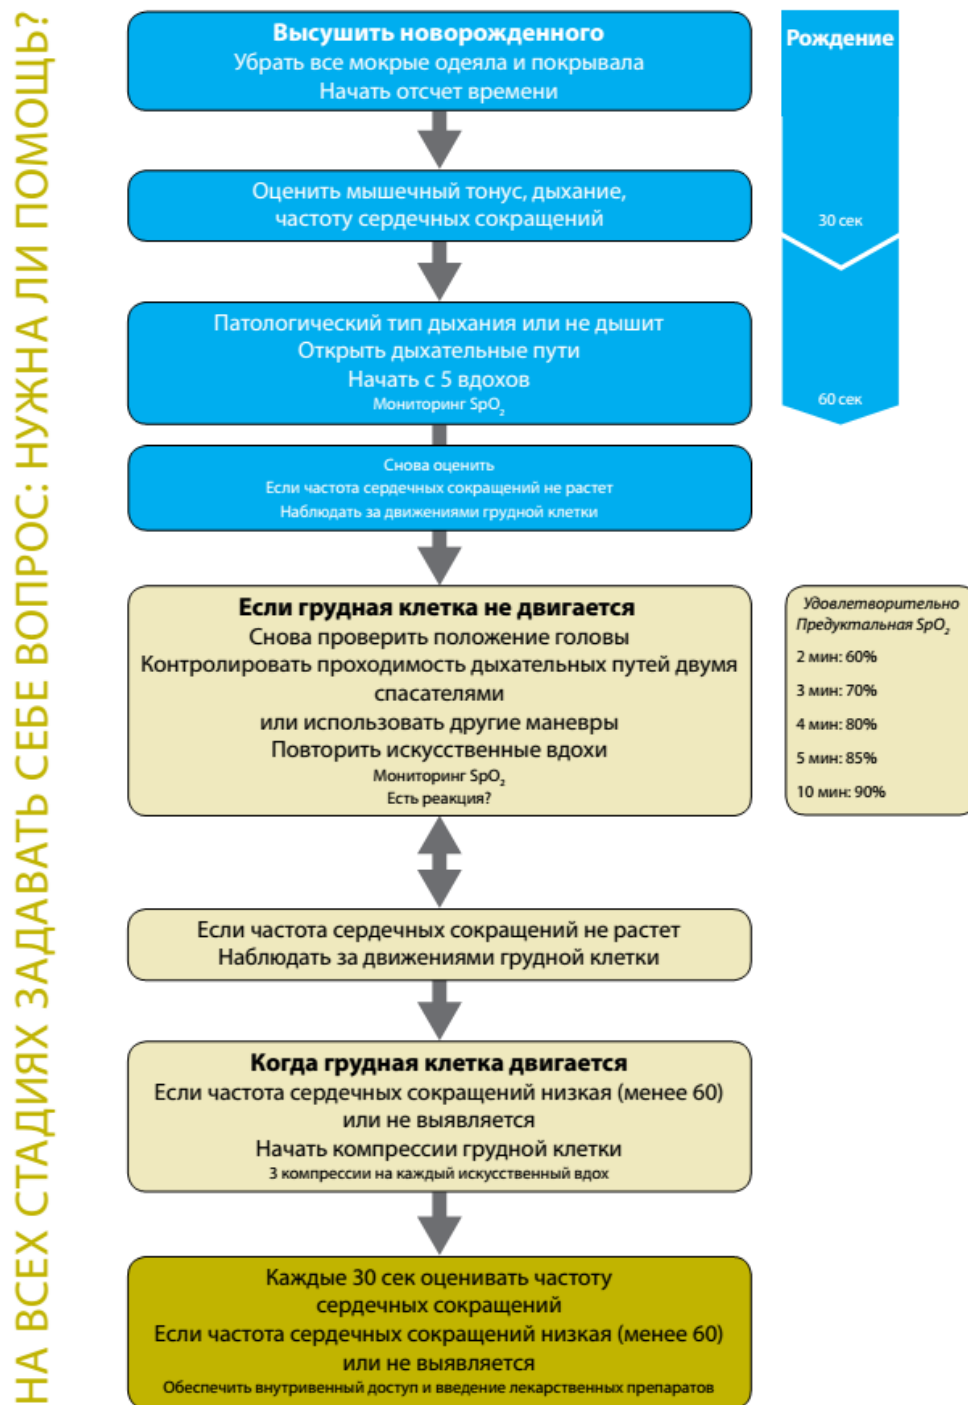 НА ВСЕХ СТАДИЯХ ЗАДАВАТЬ СЕБЕ ВОПРОС: НУЖНА ЛИ ПОМОЩЬ?
Высушить новорожденного
Убрать все мокрые одеяла и покрывала
Начать отсчет времени
Рождение
Оценить мышечный тонус, дыхание,
частоту сердечных сокращений
30 сек
Патологический тип дыхания или не дышит
Открыть дыхательные пути
Начать с 5 вдохов
Мониторинг SpO₂
60 сек
Снова оценить
Если частота сердечных сокращений не растет
Наблюдать за движениями грудной клетки
Если грудная клетка не двигается
Снова проверить положение головы
Контролировать проходимость дыхательных путей двумя
спасателями
или использовать другие маневры
Повторить искусственные вдохи
Мониторинг SpO₂
Есть реакция?
Удовлетворительно
Предуктальная SpO₂
2 мин: 60%
3 мин: 70%
4 мин: 80%
5 мин: 85%
10 мин: 90%
Если частота сердечных сокращений не растет
Наблюдать за движениями грудной клетки
Когда грудная клетка двигается
Если частота сердечных сокращений низкая (менее 60)
или не выявляется
Начать компрессии грудной клетки
3 компрессии на каждый искусственный вдох
Каждые 30 сек оценивать частоту
сердечных сокращений
Если частота сердечных сокращений низкая (менее 60)
или не выявляется
Обеспечить внутривенный доступ и введение лекарственных препаратов